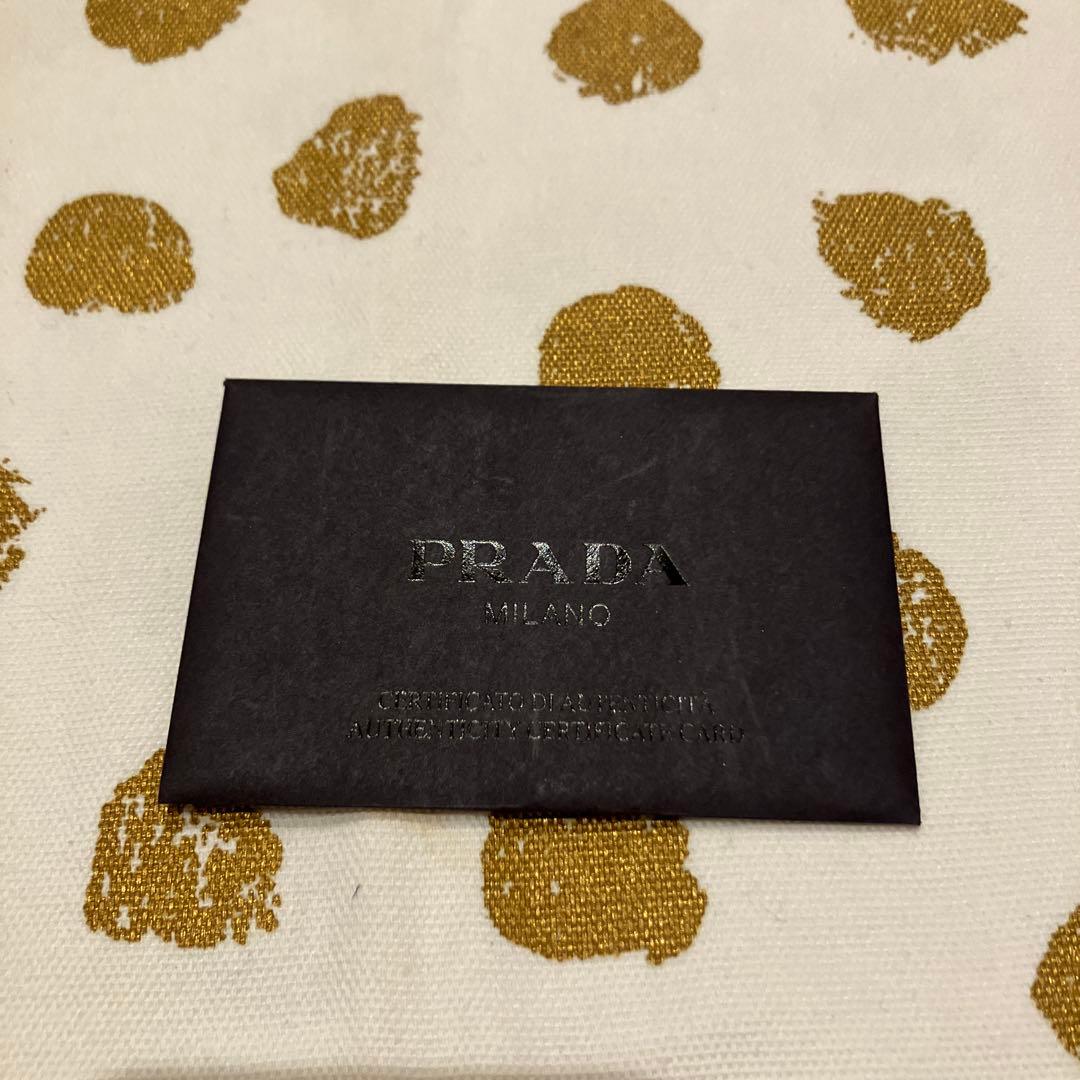 PRADA
MILANO
CERTIFICATO DI AUTENTICITÀ
AUTHENTICITY CERTIFICATE CARD